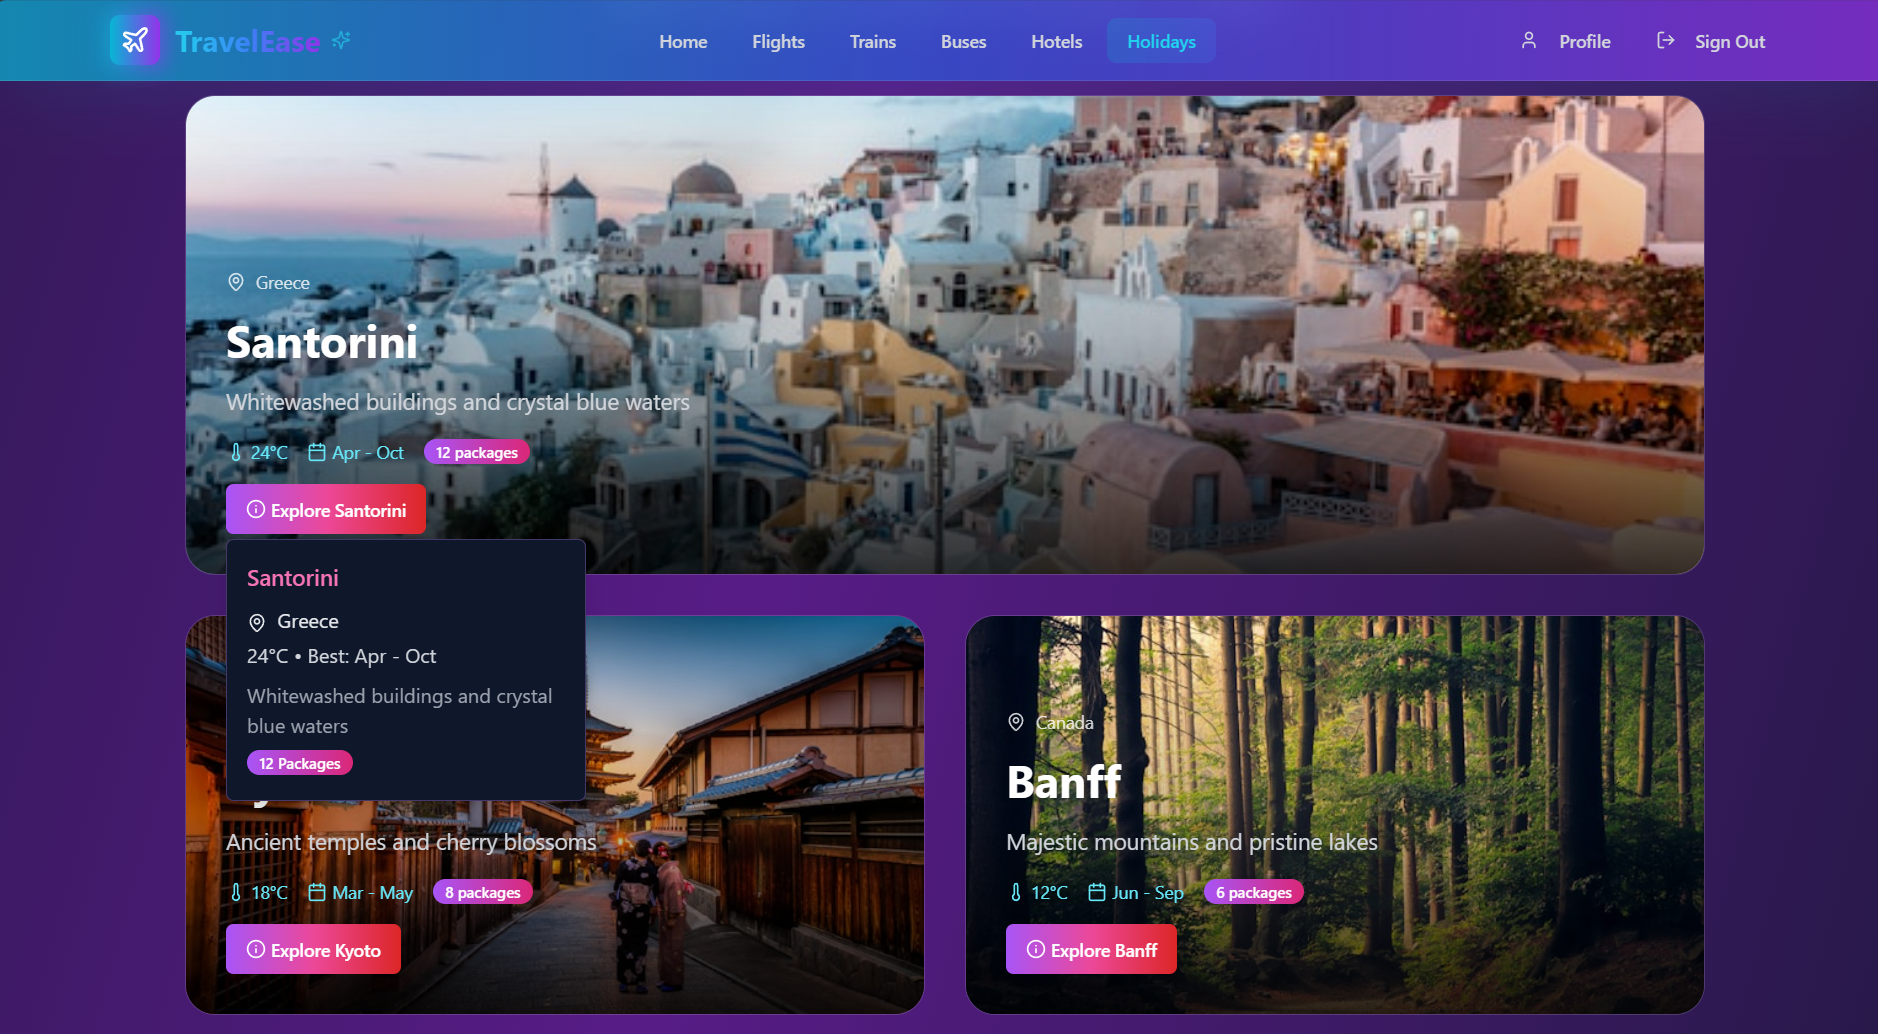 TravelEase
Home
Flights
Trains
Buses
Hotels
Holidays
Profile
Sign Out
Greece
Santorini
Whitewashed buildings and crystal blue waters
24°C
Apr - Oct
12 packages
Explore Santorini
Santorini
Greece
24°C • Best: Apr - Oct
Whitewashed buildings and crystal
blue waters
12 Packages
Ancient temples and cherry blossoms
18°C
Mar - May
8 packages
Explore Kyoto
Canada
Banff
Majestic mountains and pristine lakes
12°C
Jun - Sep
6 packages
Explore Banff